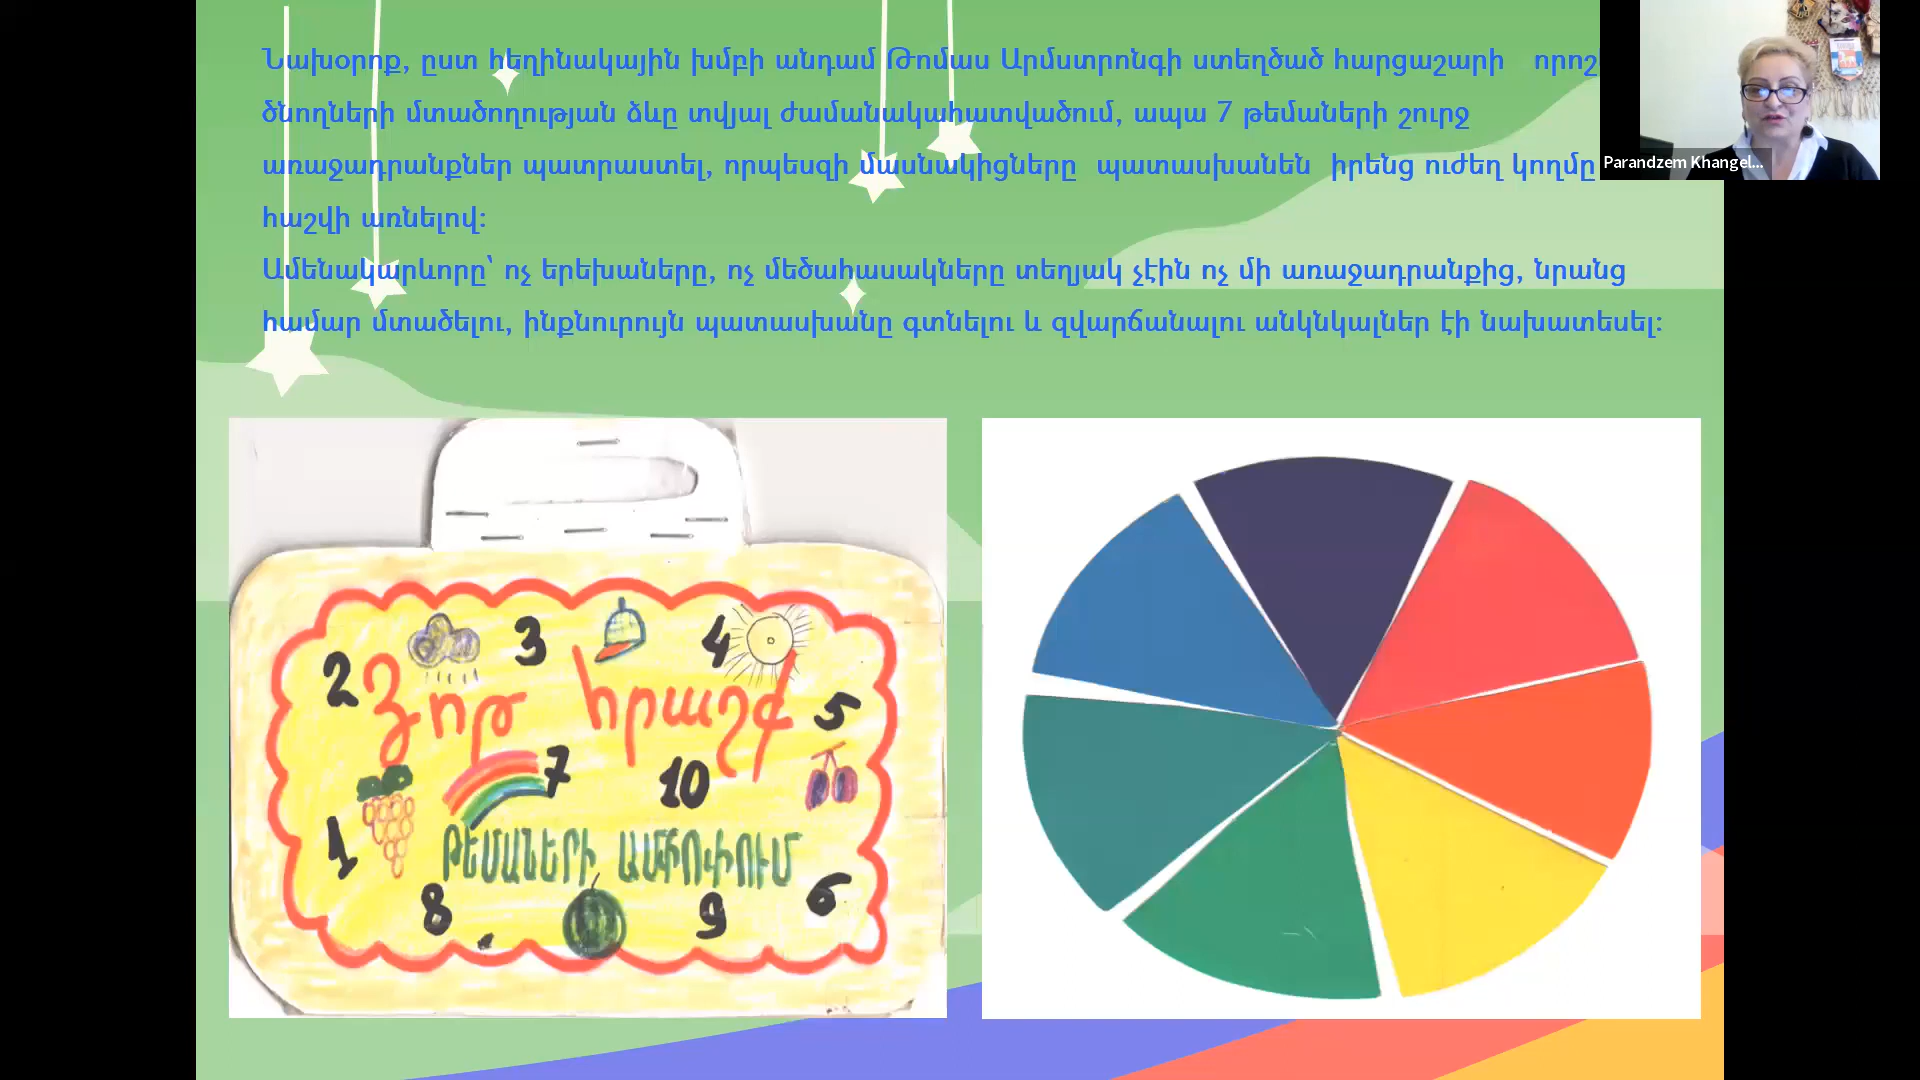 Նախօրոք, ըստ հեղինակային խմբի անդամ Թոմաս Արմստրոնգի ստեղծած հարցաշարի
ծնողների մտածողության ձևը տվյալ ժամանակահատվածում, ապա 7 թեմաների շուրջ
առաջադրանքներ պատրաստել, որպեսզի մասնակիցները պատասխանեն իրենց ուժեղ կողմը
հաշվի առնելով։
Ամենակարևորը՝ ոչ երեխաները, ոչ մեծահասակները տեղյակ չէին ոչ մի առաջադրանքից, նրանց
համար մտածելու, ինքնուրույն պատասխանը գտնելու և զվարճանալու անկնկալներ էի նախատեսել։
Parandzem Khangel...
2 3 4
Յոթ հրաշք 5
7 10
1 ԹԵՄԱՆԵՐԻ ԱՄՓՈՓՈՒՄ
8 9 6